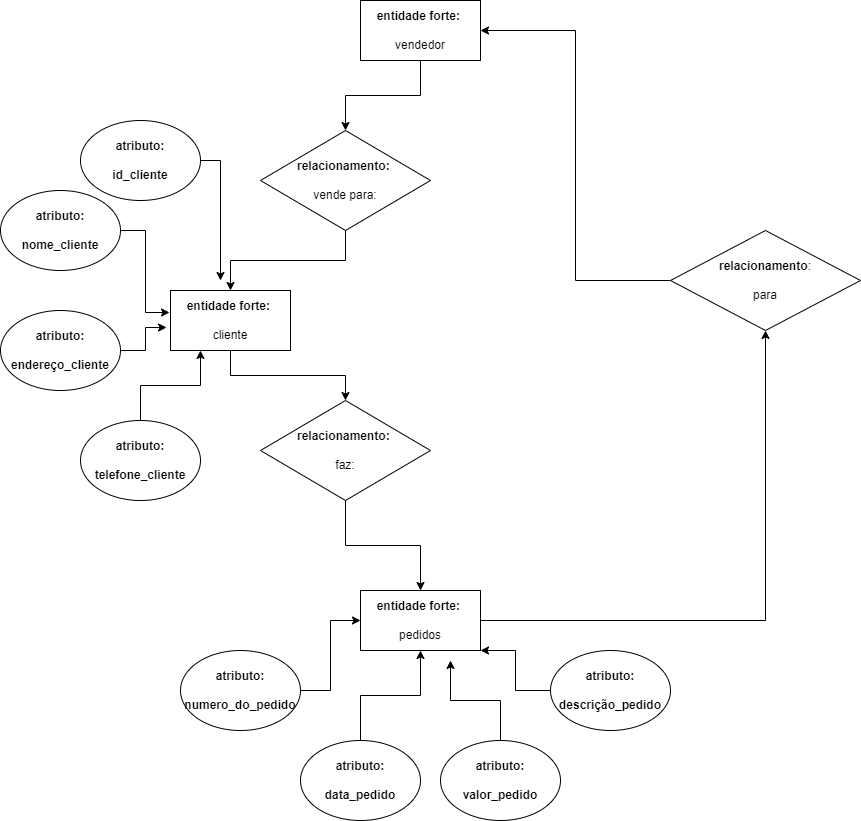 entidade forte:
vendedor
atributo:
id_cliente
relacionamento:
vende para:
atributo:
nome_cliente
relacionamento:
para
entidade forte:
cliente
atributo:
endereço_cliente
relacionamento:
faz:
atributo:
telefone_cliente
entidade forte:
pedidos
atributo:
numero_do_pedido
atributo:
descrição_pedido
atributo:
data_pedido
atributo:
valor_pedido